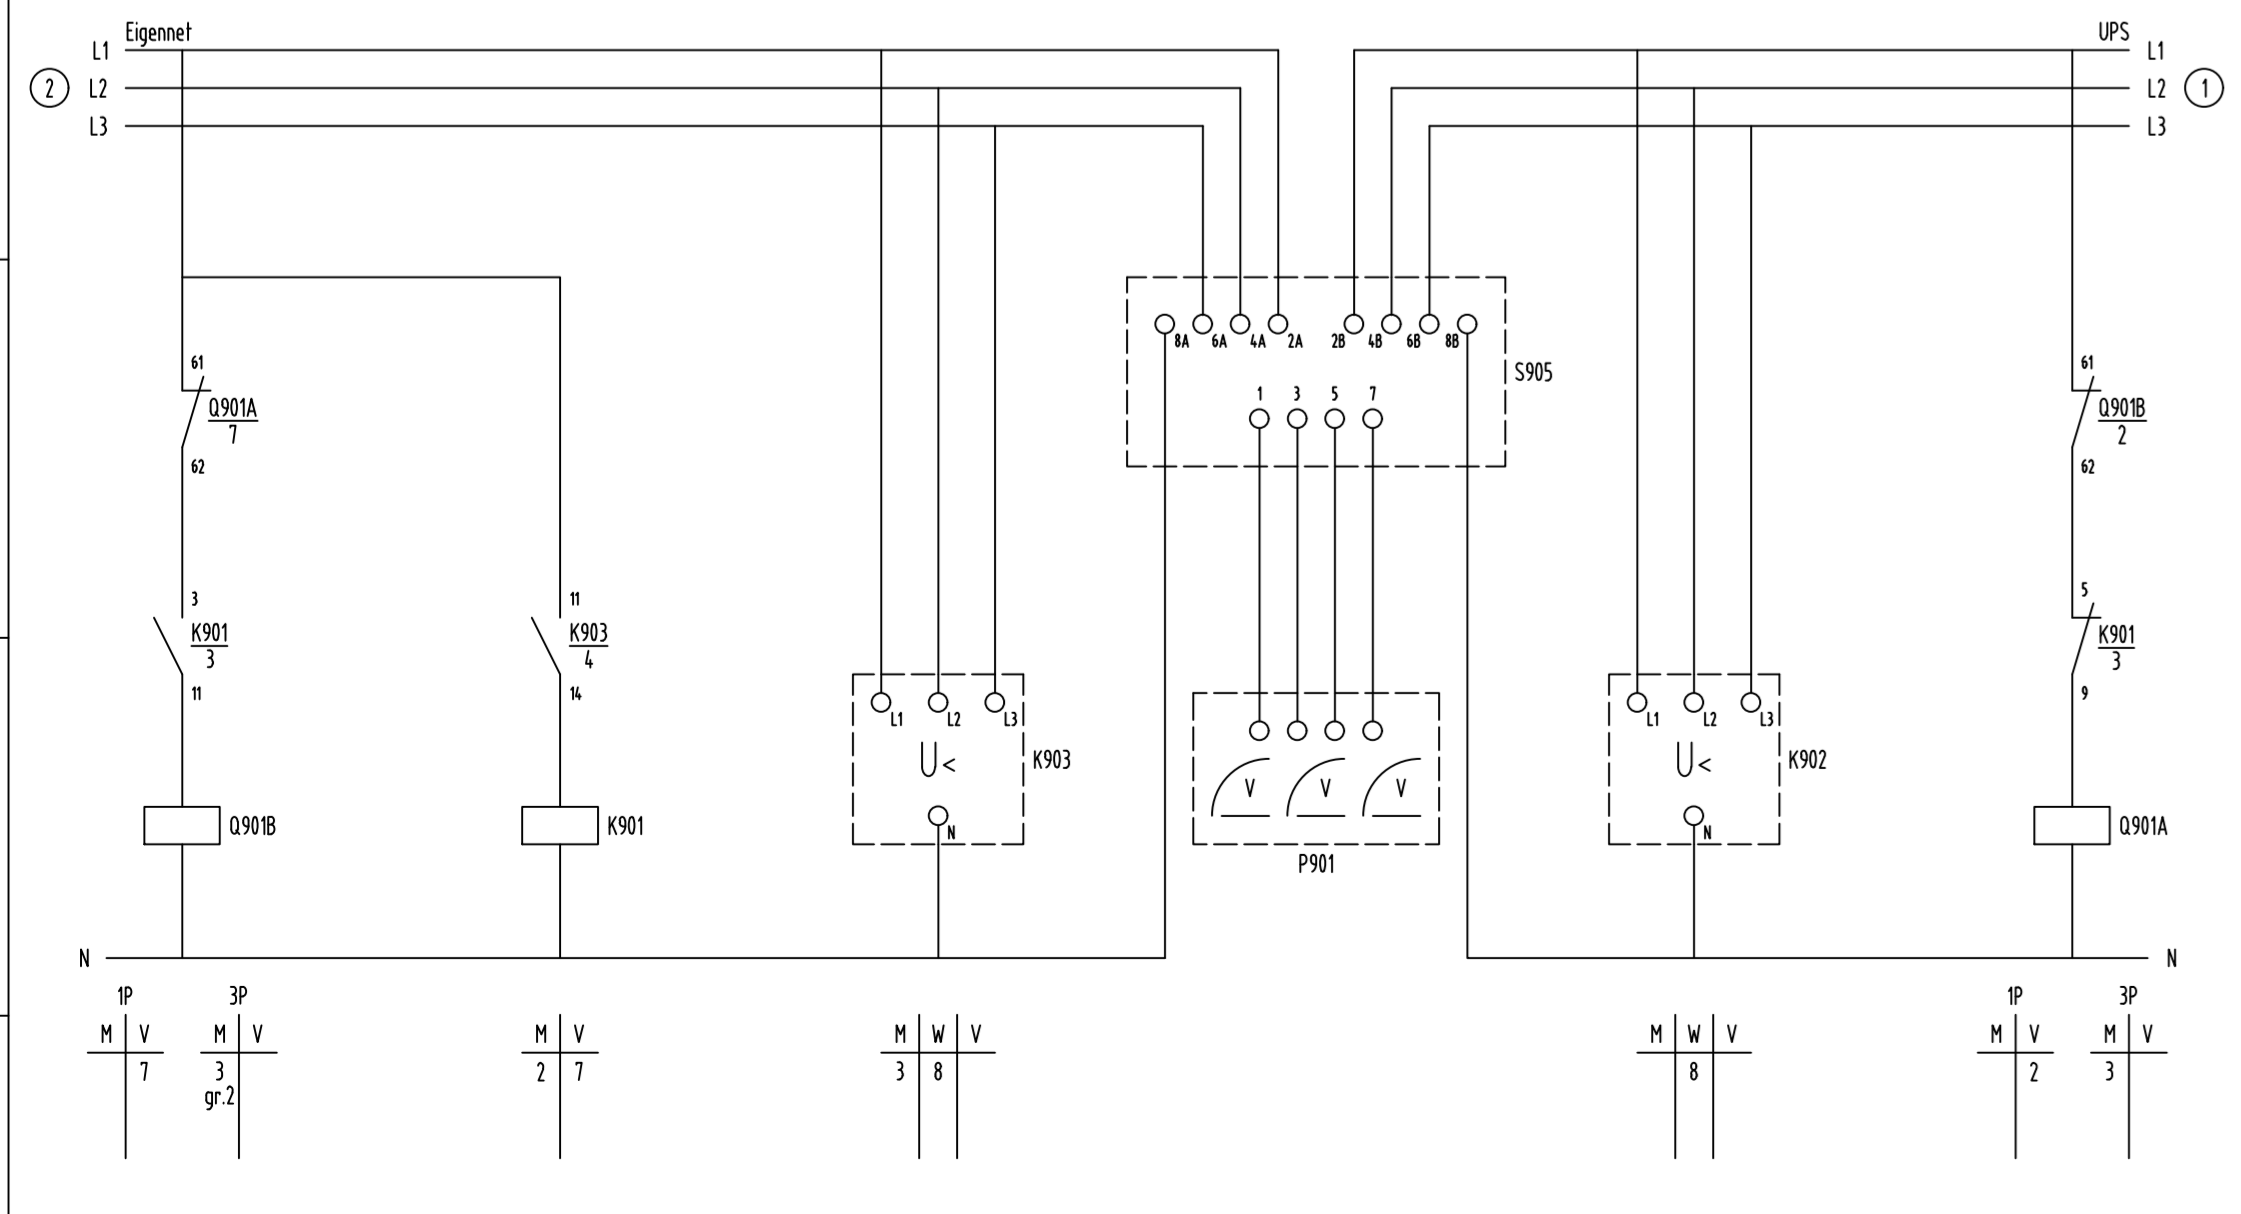 Eigennet UPS
L1 L1
2 L2 L2 1
L3 L3
8A 6A 4A 2A 2B 4B 6B 8B
S905
61 61
Q901A 1 3 5 7 Q901B
7 2
62 62
3 11 5
K901 K903 K901
3 4 3
11 14 9
L1 L2 L3 L1 L2 L3
U< K903 V V V U< K902
Q901B K901 N N Q901A
P901
N N
1P 3P 1P 3P
M V M V M V M W V M W V M V M V
7 3 2 7 3 8 8 2 3
gr.2